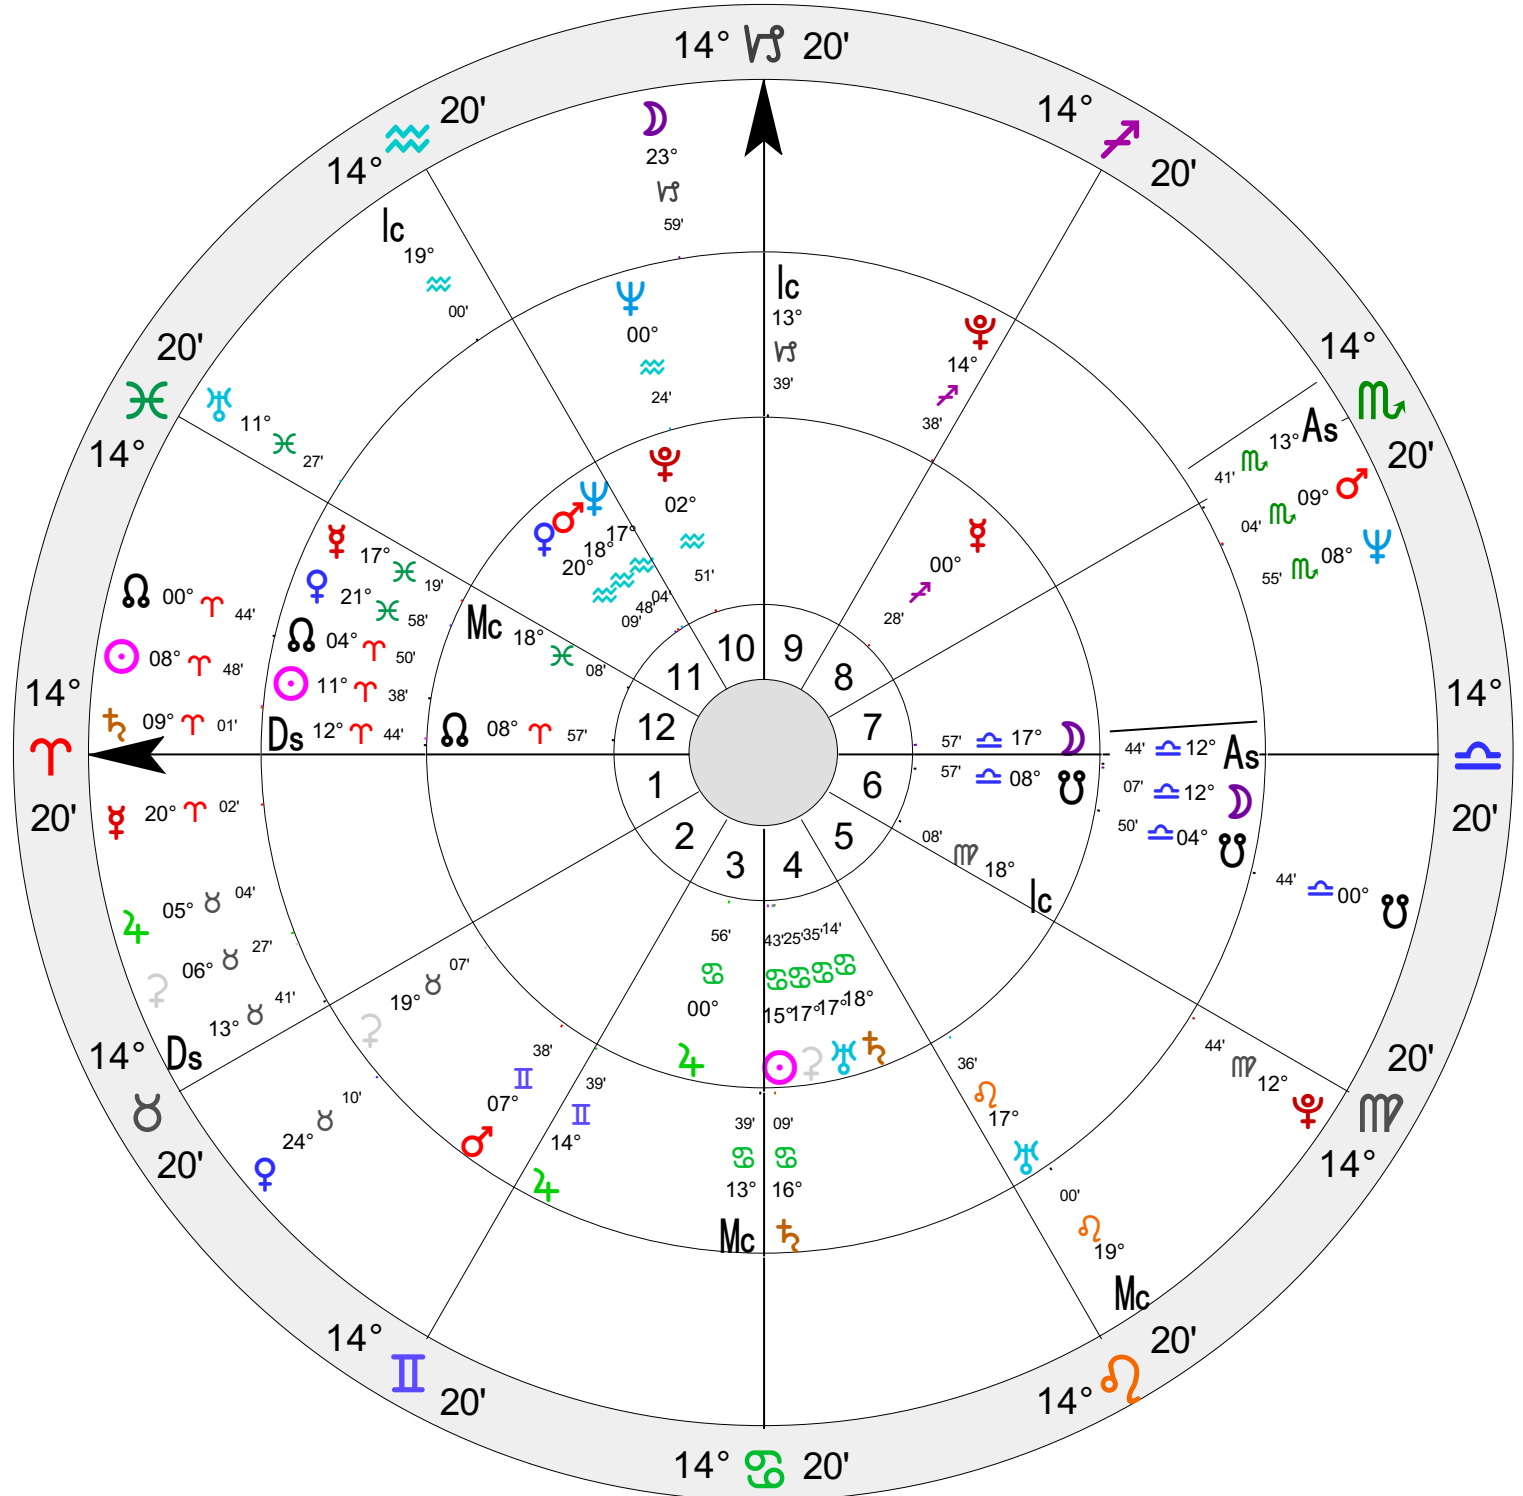 14° ♑ 20'
14° ♐ 20'
14° ♏ 20'
14° ♎ 20'
14° ♍ 20'
14° ♌ 20'
14° ♋ 20'
14° ♊ 20'
14° ♉ 20'
14° ♈ 20'
14° ♓ 20'
14° ♒ 20'
☽ 23° ♑ 59'
Ic 19° ♒ 00'
♅ 11° ♓ 27'
☊ 00° ♈ 44'
☉ 08° ♈ 48'
♄ 09° ♈ 01'
☿ 20° ♈ 02'
♃ 05° ♉ 04'
⚳ 06° ♉ 27'
Ds 13° ♉ 41'
♀ 24° ♉ 10'
Mc 19° ♌ 00'
♇ 12° ♍ 44'
☋ 00° ♎ 44'
♆ 08° ♏ 55'
♂ 09° ♏ 04'
As 13° ♏ 41'
Ic 13° ♑ 39'
♆ 00° ♒ 24'
☿ 17° ♓ 19'
♀ 21° ♓ 58'
☊ 04° ♈ 50'
☉ 11° ♈ 38'
Ds 12° ♈ 44'
♂ 07° ♊ 38'
♃ 14° ♊ 39'
Mc 13° ♋ 39'
♄ 16° ♋ 09'
♅ 17° ♌ 36'
☋ 04° ♎ 50'
☽ 12° ♎ 07'
As 12° ♎ 44'
♇ 14° ♐ 38'
♇ 02° ♒ 51'
♆ 17° ♒ 04'
♂ 18° ♒ 48'
♀ 20° ♒ 09'
Mc 18° ♓ 08'
☊ 08° ♈ 57'
⚳ 19° ♉ 07'
♃ 00° ♋ 56'
☉ 15° ♋ 43'
⚳ 17° ♋ 25'
♅ 17° ♋ 35'
♄ 18° ♋ 14'
Ic 18° ♍ 08'
☋ 08° ♎ 57'
☽ 17° ♎ 57'
☿ 00° ♐ 28'
1
2
3
4
5
6
7
8
9
10
11
12